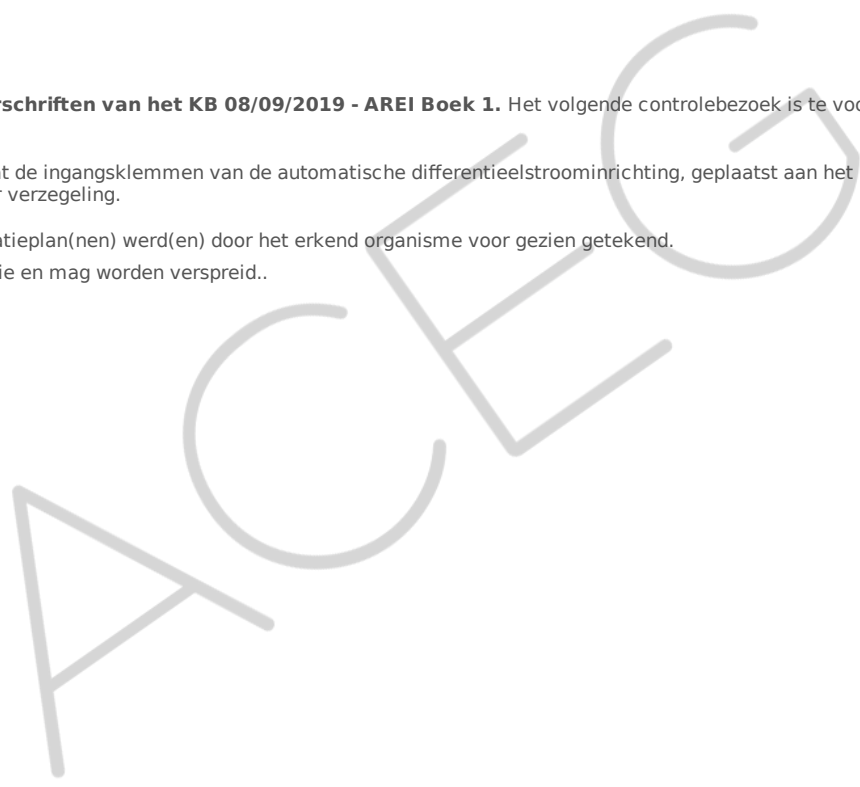 rschriften van het KB 08/09/2019 - AREI Boek 1. Het volgende controlebezoek is te voo
t de ingangsklemmen van de automatische differentieelstroominrichting, geplaatst aan het
r verzegeling.
atieplan(nen) werd(en) door het erkend organisme voor gezien getekend.
ie en mag worden verspreid..
ACEG